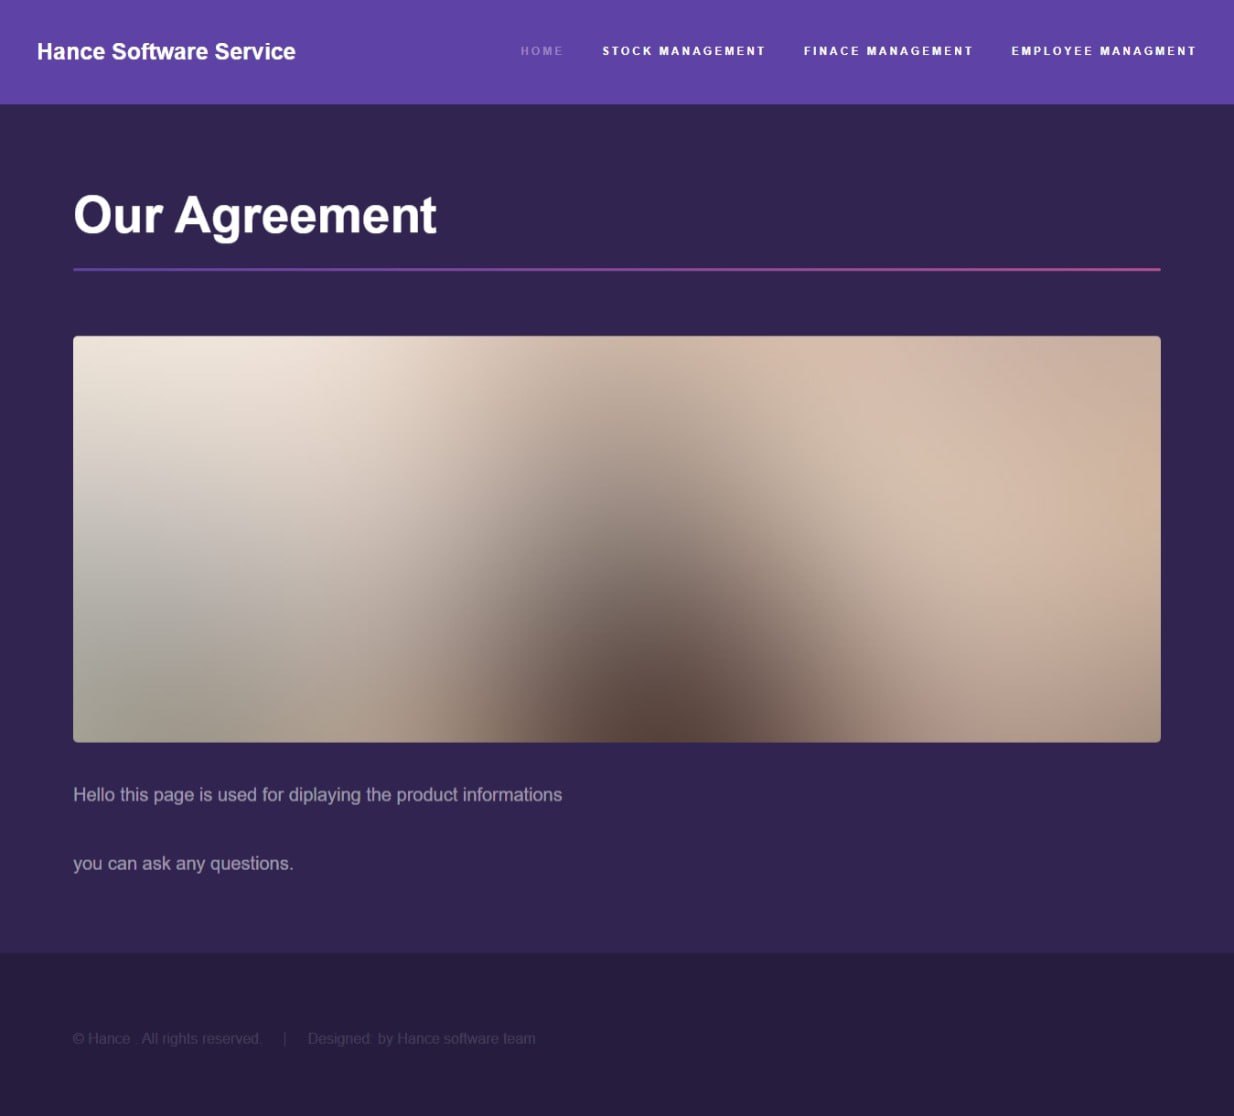 Hance Software Service
HOME STOCK MANAGEMENT FINACE MANAGEMENT EMPLOYEE MANAGMENT
Our Agreement
Hello this page is used for diplaying the product informations
you can ask any questions.
© Hance . All rights reserved. | Designed: by Hance software team